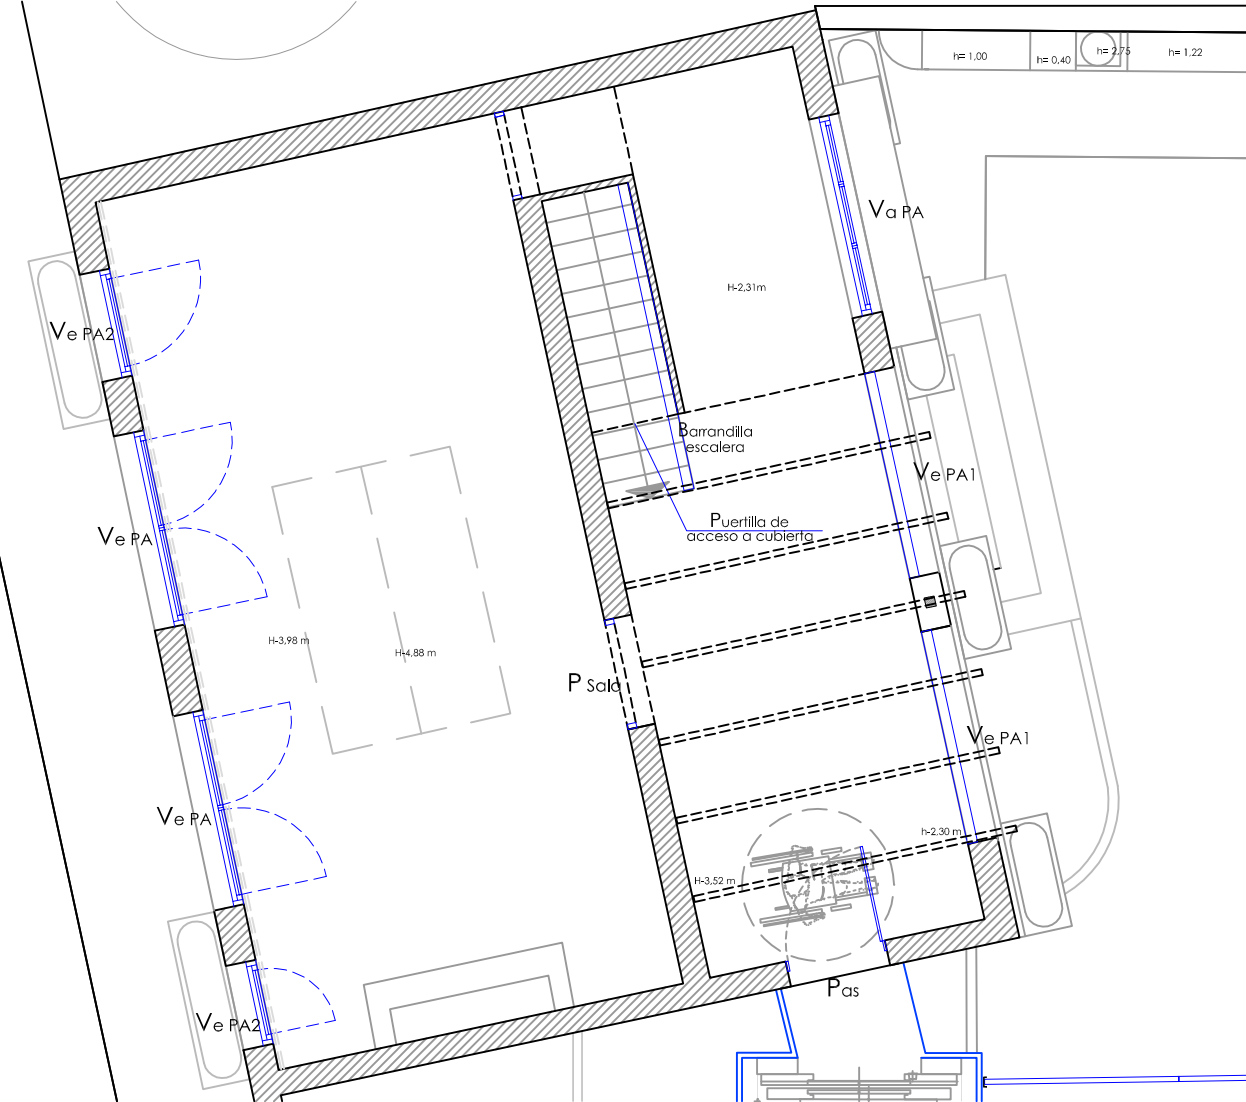 h= 1,00
h= 0,40
h= 2,75
h= 1,22
Va PA
H-2,31m
Ve PA2
Barrandilla
escalera
Ve PA1
Puertilla de
acceso a cubierta
Ve PA
H-3,98 m
H-4,88 m
P Sala
Ve PA1
Ve PA
h-2,30 m
H-3,52 m
Pas
Ve PA2